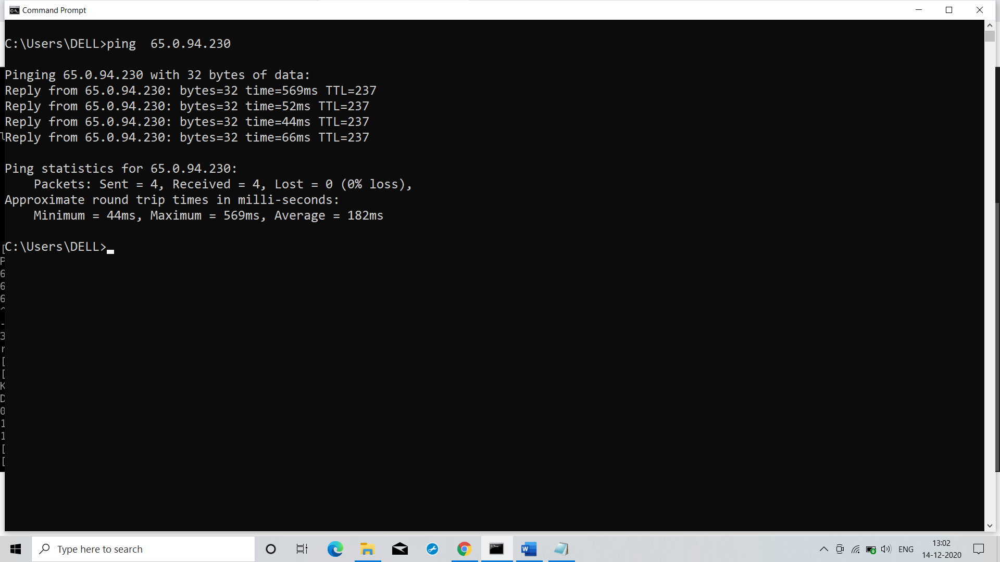 Command Prompt
C:\Users\DELL>ping  65.0.94.230
Pinging 65.0.94.230 with 32 bytes of data:
Reply from 65.0.94.230: bytes=32 time=569ms TTL=237
Reply from 65.0.94.230: bytes=32 time=52ms TTL=237
Reply from 65.0.94.230: bytes=32 time=44ms TTL=237
Reply from 65.0.94.230: bytes=32 time=66ms TTL=237
Ping statistics for 65.0.94.230:
    Packets: Sent = 4, Received = 4, Lost = 0 (0% loss),
Approximate round trip times in milli-seconds:
    Minimum = 44ms, Maximum = 569ms, Average = 182ms
C:\Users\DELL>
Type here to search
ENG
13:02
14-12-2020